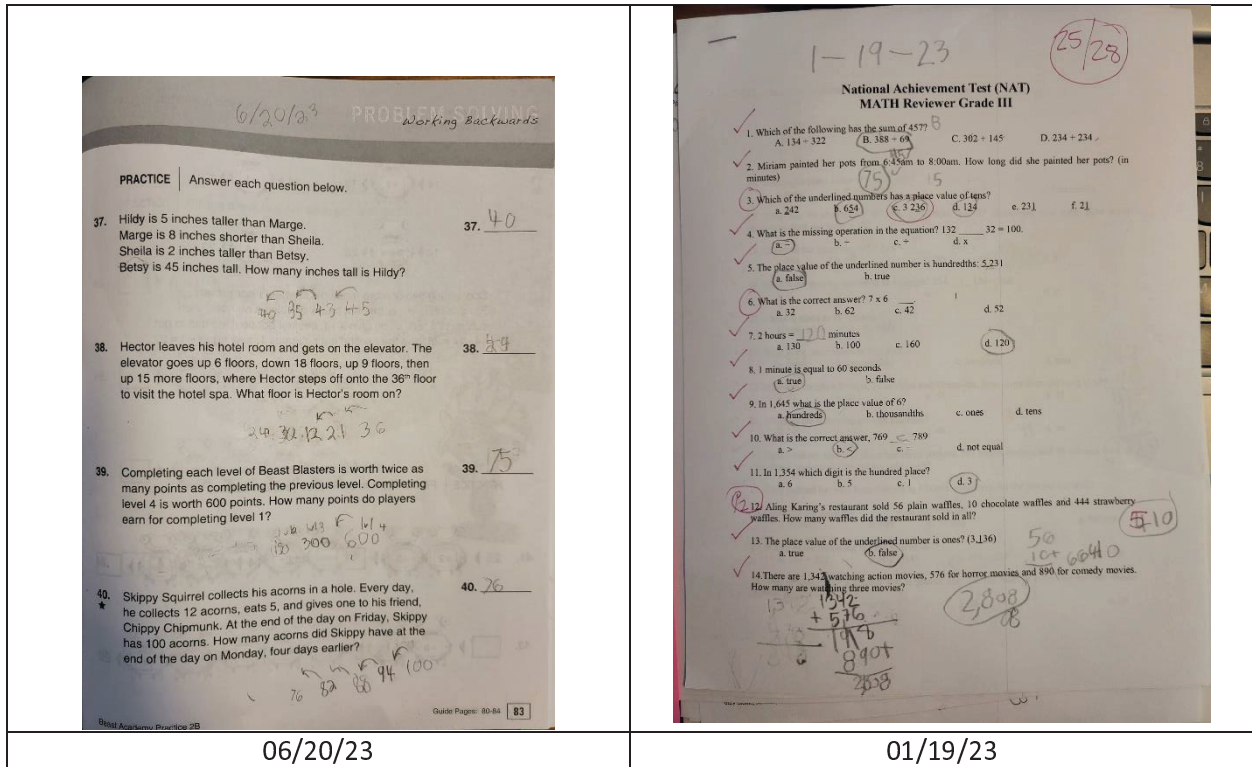 6/20/23
PROBLEM SOLVING
Working Backwards
PRACTICE | Answer each question below.
37. Hildy is 5 inches taller than Marge.
Marge is 8 inches shorter than Sheila.
Sheila is 2 inches taller than Betsy.
Betsy is 45 inches tall. How many inches tall is Hildy?
37. 40
40 35 43 45
38. Hector leaves his hotel room and gets on the elevator. The
elevator goes up 6 floors, down 18 floors, up 9 floors, then
up 15 more floors, where Hector steps off onto the 36th floor
to visit the hotel spa. What floor is Hector's room on?
38. 24
12 21 36
39. Completing each level of Beast Blasters is worth twice as
many points as completing the previous level. Completing
level 4 is worth 600 points. How many points do players
earn for completing level 1?
39. 75
lvl 3 lvl 4
150 300 600
40. Skippy Squirrel collects his acorns in a hole. Every day,
★ he collects 12 acorns, eats 5, and gives one to his friend,
Chippy Chipmunk. At the end of the day on Friday, Skippy
has 100 acorns. How many acorns did Skippy have at the
end of the day on Monday, four days earlier?
40. 76
76 82 88 94 100
Guide Pages: 80-84 83
Beast Academy Practice 2B
06/20/23
1-19-23
25/28
National Achievement Test (NAT)
MATH Reviewer Grade III
1. Which of the following has the sum of 457? B
A. 134 + 322 B. 388 + 69 C. 302 + 145 D. 234 + 234
2. Miriam painted her pots from 6:45am to 8:00am. How long did she painted her pots? (in
minutes)
75
3. Which of the underlined numbers has a place value of tens?
a. 242 b. 654 c. 3 236 d. 134 e. 231 f. 21
4. What is the missing operation in the equation? 132 ____ 32 = 100.
a. − b. + c. ÷ d. x
5. The place value of the underlined number is hundredths: 5,231
a. false b. true
6. What is the correct answer? 7 x 6 ___
a. 32 b. 62 c. 42 d. 52
7. 2 hours = 120 minutes
a. 130 b. 100 c. 160 d. 120
8. 1 minute is equal to 60 seconds
a. true b. false
9. In 1,645 what is the place value of 6?
a. hundreds b. thousandths c. ones d. tens
10. What is the correct answer, 769 < 789
a. > b. < c. = d. not equal
11. In 1,354 which digit is the hundred place?
a. 6 b. 5 c. 1 d. 3
12. Aling Karing's restaurant sold 56 plain waffles, 10 chocolate waffles and 444 strawberry
waffles. How many waffles did the restaurant sold in all?
510
13. The place value of the underlined number is ones? (3,136)
a. true b. false
56
10+
14. There are 1,342 watching action movies, 576 for horror movies and 890 for comedy movies.
How many are watching three movies?
2,808
1342
+ 576
1918
890+
2808
01/19/23